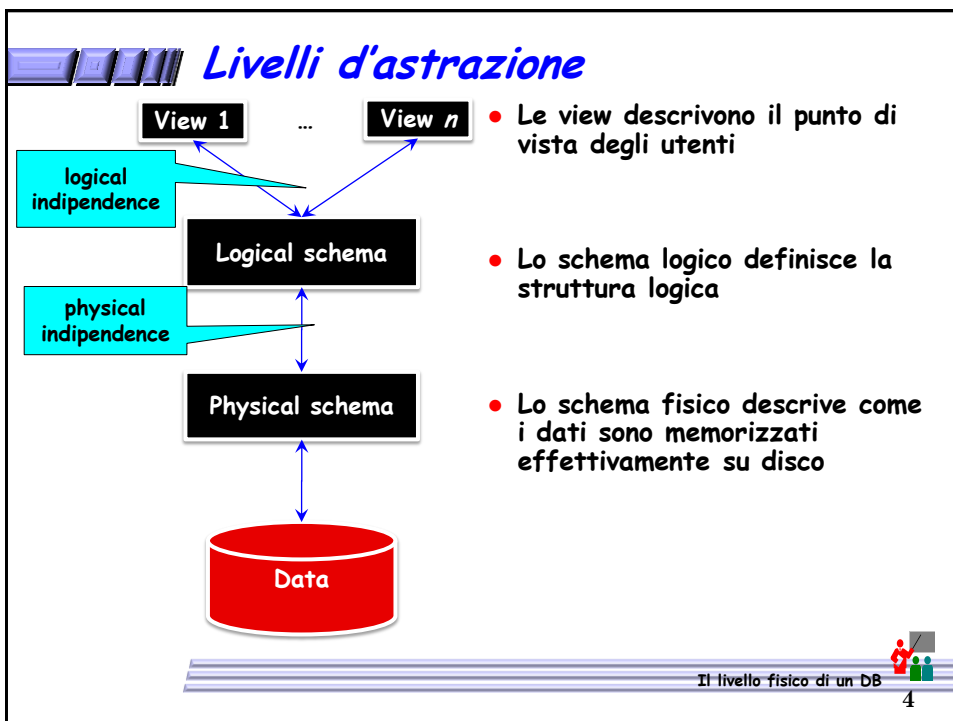 Livelli d'astrazione
View 1
...
View n
logical
indipendence
Logical schema
physical
indipendence
Physical schema
Data
● Le view descrivono il punto di
vista degli utenti
● Lo schema logico definisce la
struttura logica
● Lo schema fisico descrive come
i dati sono memorizzati
effettivamente su disco
Il livello fisico di un DB
4